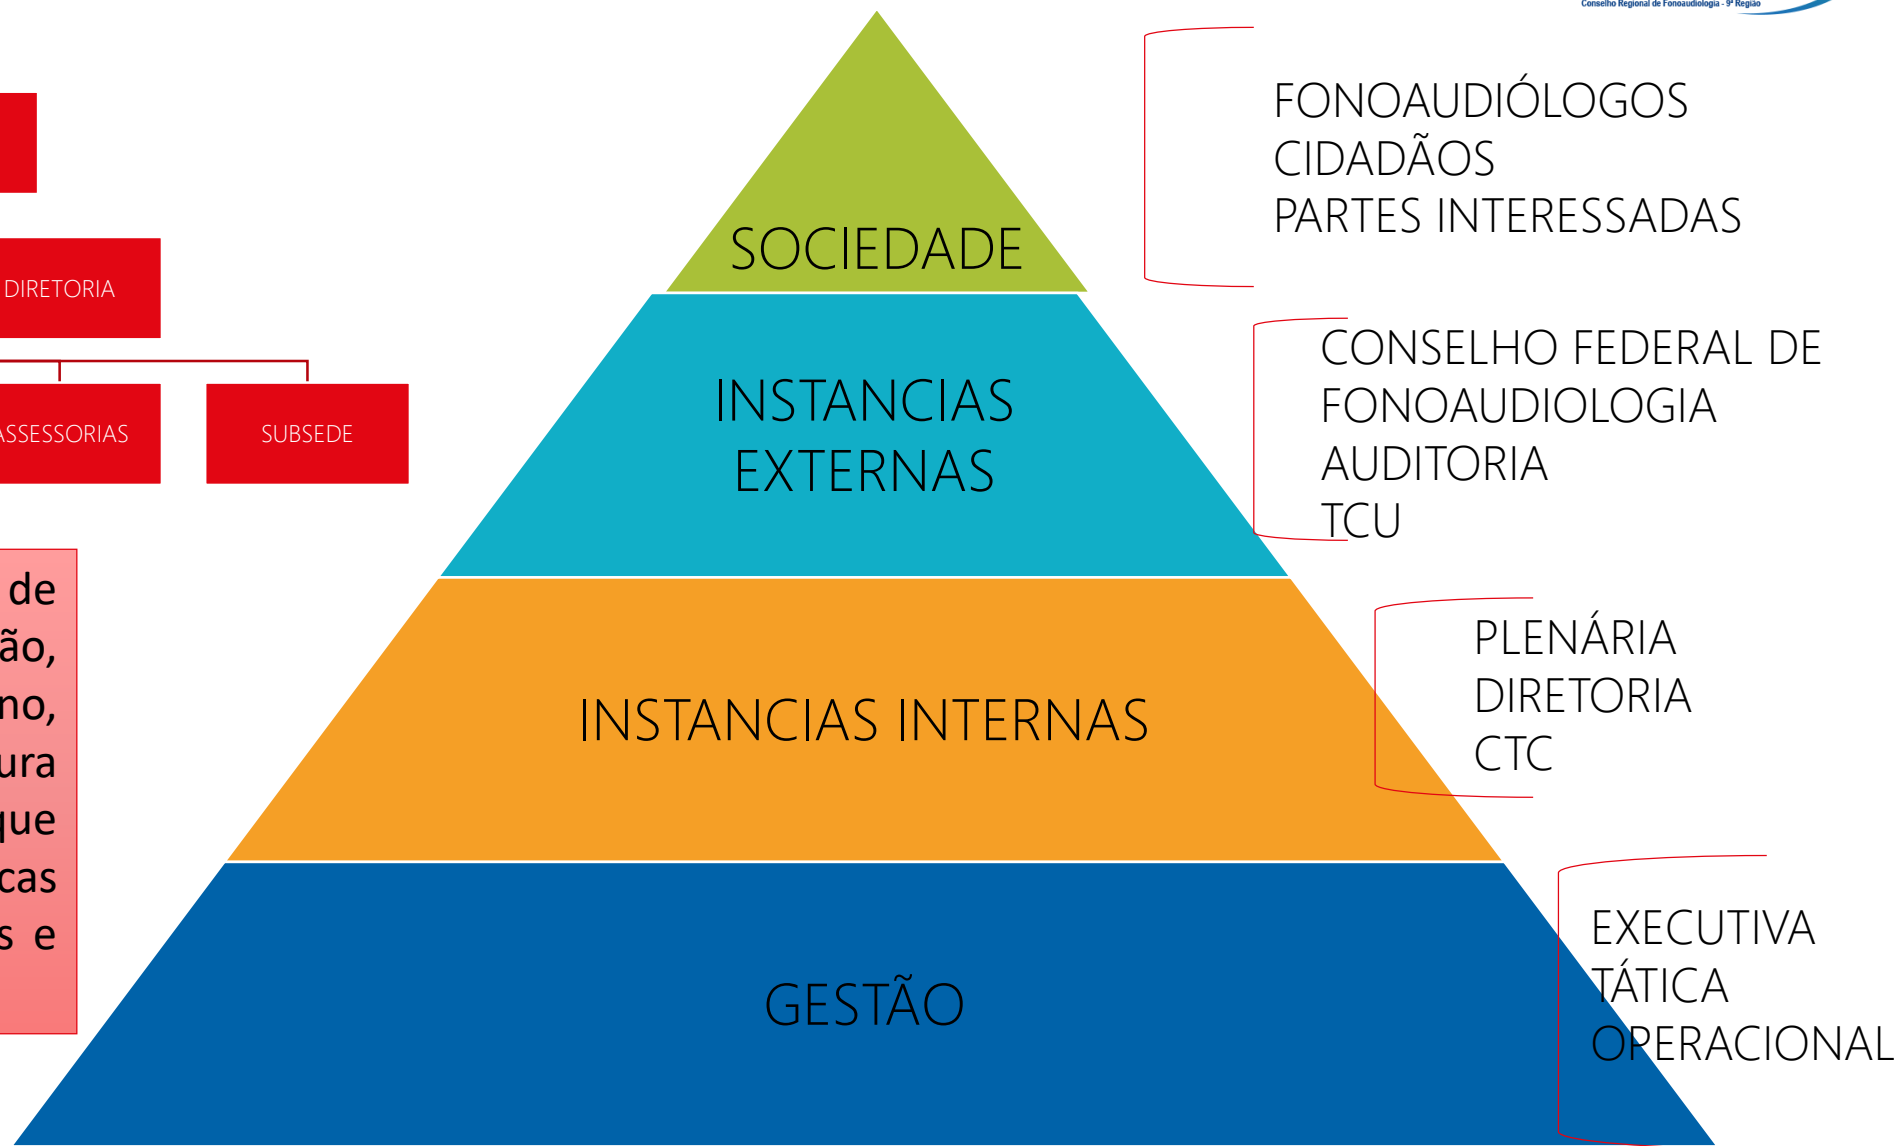 Conselho Regional de Fonoaudiologia - 9ª Região
DIRETORIA
ASSESSORIAS
SUBSEDE
de
ão,
no,
ura
que
cas
s e
SOCIEDADE
INSTANCIAS
EXTERNAS
INSTANCIAS INTERNAS
GESTÃO
FONOAUDIÓLOGOS
CIDADÃOS
PARTES INTERESSADAS
CONSELHO FEDERAL DE
FONOAUDIOLOGIA
AUDITORIA
TCU
PLENÁRIA
DIRETORIA
CTC
EXECUTIVA
TÁTICA
OPERACIONAL